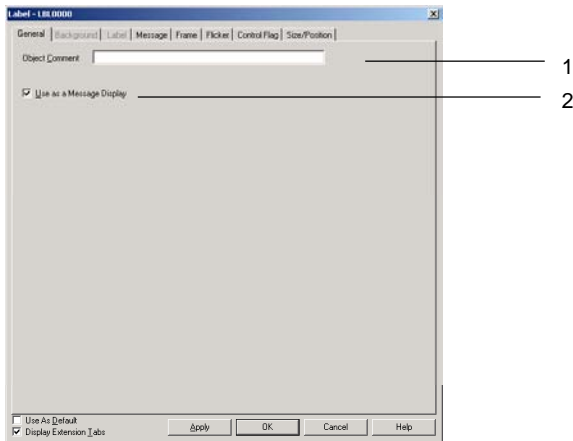 Label - LBL0000
General Background Label Message Frame Flicker Control Flag Size/Position
Object Comment
1
Use as a Message Display
2
Use As Default
Display Extension Tabs
Apply OK Cancel Help